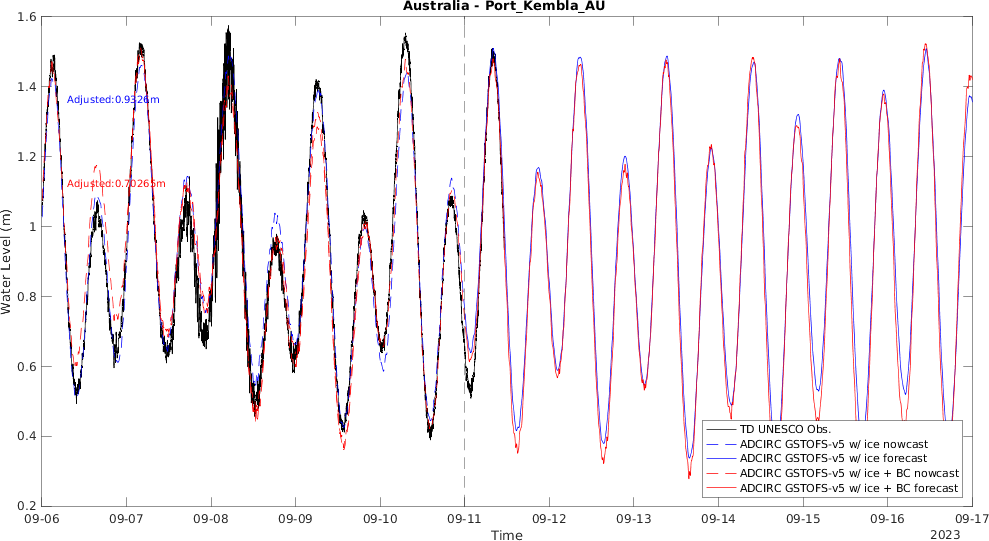 Australia - Port_Kembla_AU
1.6
1.4
1.2
1
0.8
0.6
0.4
0.2
Water Level (m)
Adjusted:0.9326m
Adjusted:0.70265m
TD UNESCO Obs.
ADCIRC GSTOFS-v5 w/ ice nowcast
ADCIRC GSTOFS-v5 w/ ice forecast
ADCIRC GSTOFS-v5 w/ ice + BC nowcast
ADCIRC GSTOFS-v5 w/ ice + BC forecast
09-06 09-07 09-08 09-09 09-10 09-11 09-12 09-13 09-14 09-15 09-16 09-17
Time
2023